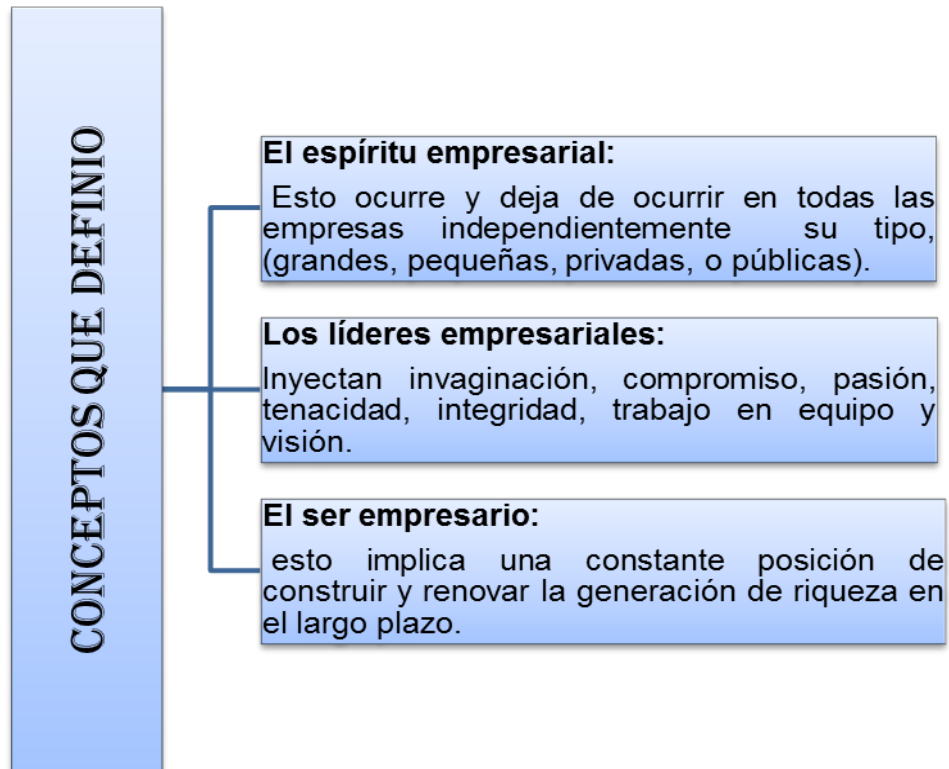 CONCEPTOS QUE DEFINIO
El espíritu empresarial:
Esto ocurre y deja de ocurrir en todas las
empresas independientemente su tipo,
(grandes, pequeñas, privadas, o públicas).
Los líderes empresariales:
Inyectan invaginación, compromiso, pasión,
tenacidad, integridad, trabajo en equipo y
visión.
El ser empresario:
esto implica una constante posición de
construir y renovar la generación de riqueza en
el largo plazo.